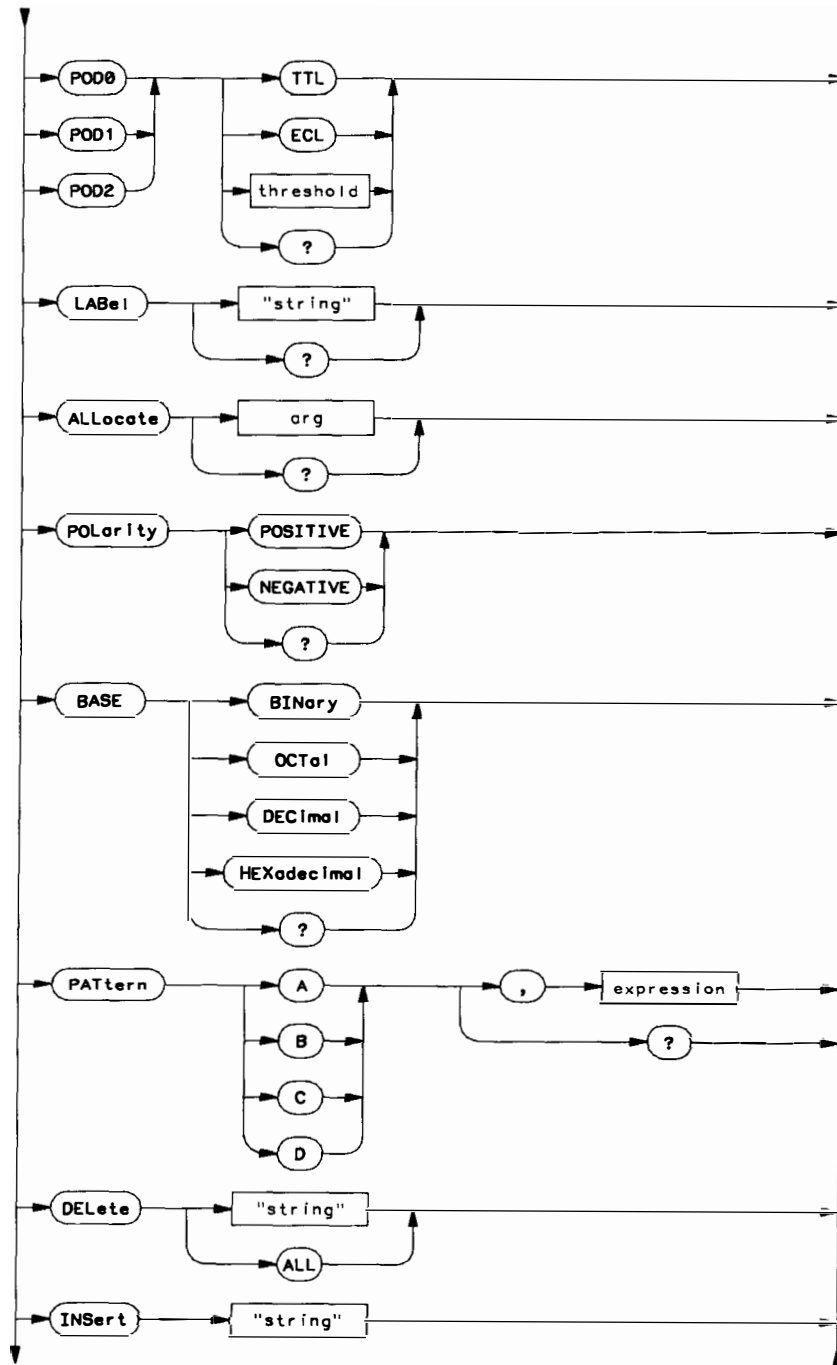 POD0 TTL
POD1 ECL
POD2 threshold
?
LABel "string"
?
ALLocate arg
?
POLarity POSITIVE
NEGATIVE
?
BASE BINary
OCTal
DECimal
HEXadecimal
?
PATtern A , expression
B ?
C
D
DELete "string"
ALL
INSert "string"